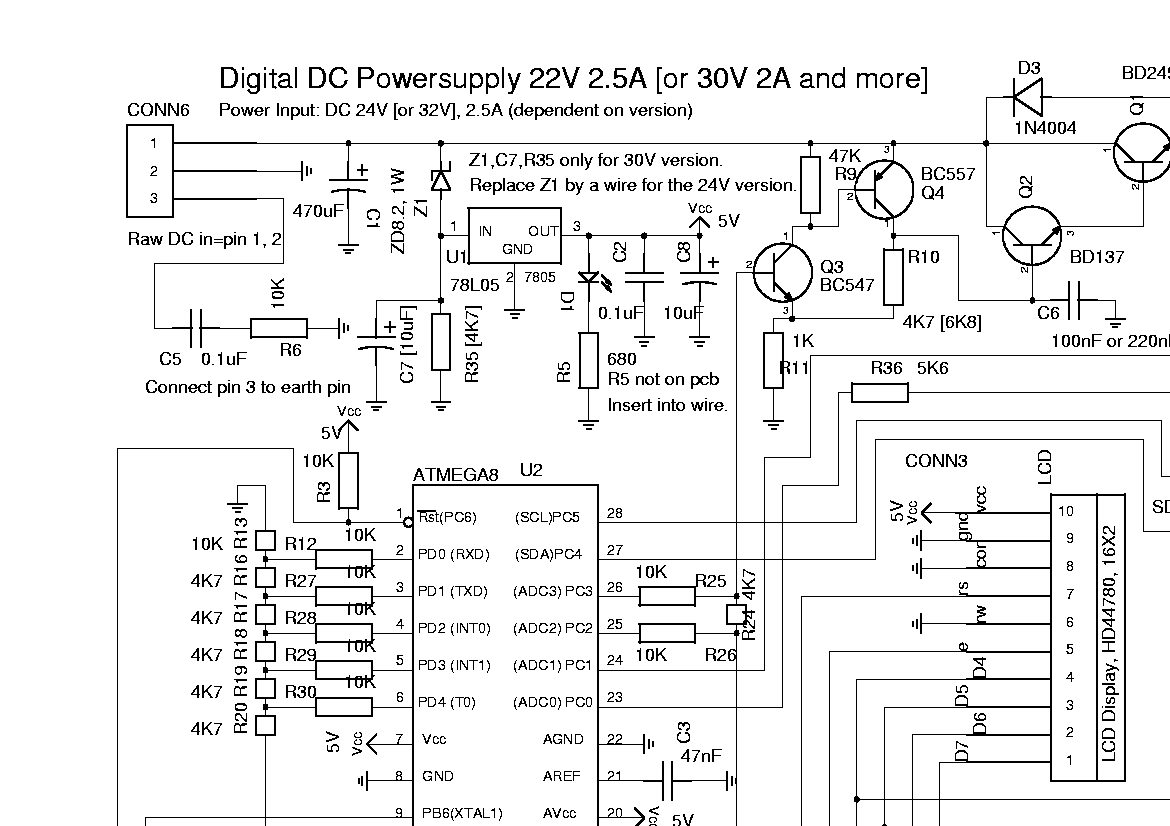 Digital DC Powersupply 22V 2.5A [or 30V 2A and more]
Power Input: DC 24V [or 32V], 2.5A (dependent on version)
CONN6
1
2
3
Raw DC in=pin 1, 2
470uF
C1
ZD8.2, 1W
Z1
Z1,C7,R35 only for 30V version.
Replace Z1 by a wire for the 24V version.
1
IN
OUT
3
GND
U1
78L05
2
7805
Vcc
5V
D1
C2
0.1uF
C8
10uF
R5
680
R5 not on pcb
Insert into wire.
C5
0.1uF
10K
R6
Connect pin 3 to earth pin
C7 [10uF]
R35 [4K7]
47K
R9
3
2
1
BC557
Q4
1
2
3
Q3
BC547
R10
4K7 [6K8]
1K
R11
D3
1N4004
Q1
1
2
Q2
1
2
3
BD137
C6
R36
5K6
Vcc
5V
10K
R3
ATMEGA8
U2
1
Rst(PC6)
2
PD0 (RXD)
3
PD1 (TXD)
4
PD2 (INT0)
5
PD3 (INT1)
6
PD4 (T0)
7
Vcc
8
GND
9
PB6(XTAL1)
(SCL)PC5
28
(SDA)PC4
27
(ADC3) PC3
26
(ADC2) PC2
25
(ADC1) PC1
24
(ADC0) PC0
23
AGND
22
AREF
21
AVcc
20
10K
R13
4K7
R16
4K7
R17
4K7
R18
4K7
R19
4K7
R20
R12
10K
R27
10K
R28
10K
R29
10K
R30
10K
5V
Vcc
10K
R25
10K
R26
R24
4K7
C3
47nF
Vcc
5V
CONN3
LCD
5V
Vcc
vcc
10
gnd
9
con
8
rs
7
rw
6
e
5
D4
4
D5
3
D6
2
D7
1
LCD Display, HD44780, 16X2